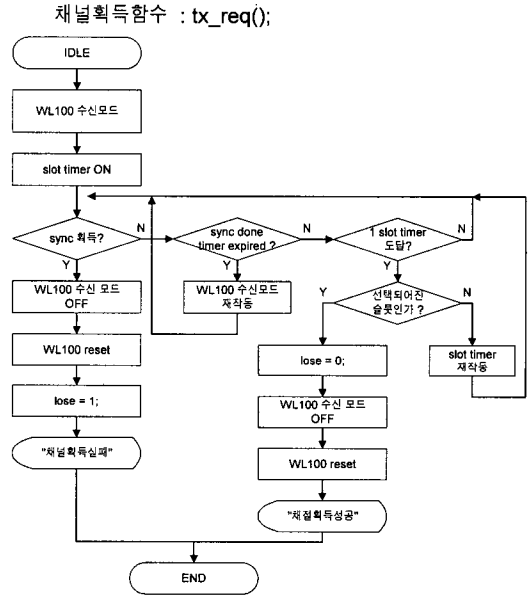 채널획득함수 : tx_req();
IDLE
WL100 수신모드
slot timer ON
sync 획득?
N
Y
sync done
timer expired ?
N
Y
1 slot timer
도달?
N
Y
WL100 수신 모드
OFF
WL100 수신모드
재작동
선택되어진
슬롯인가 ?
Y
N
WL100 reset
lose = 0;
slot timer
재작동
lose = 1;
WL100 수신 모드
OFF
"채널획득실패"
WL100 reset
"채절획득성공"
END